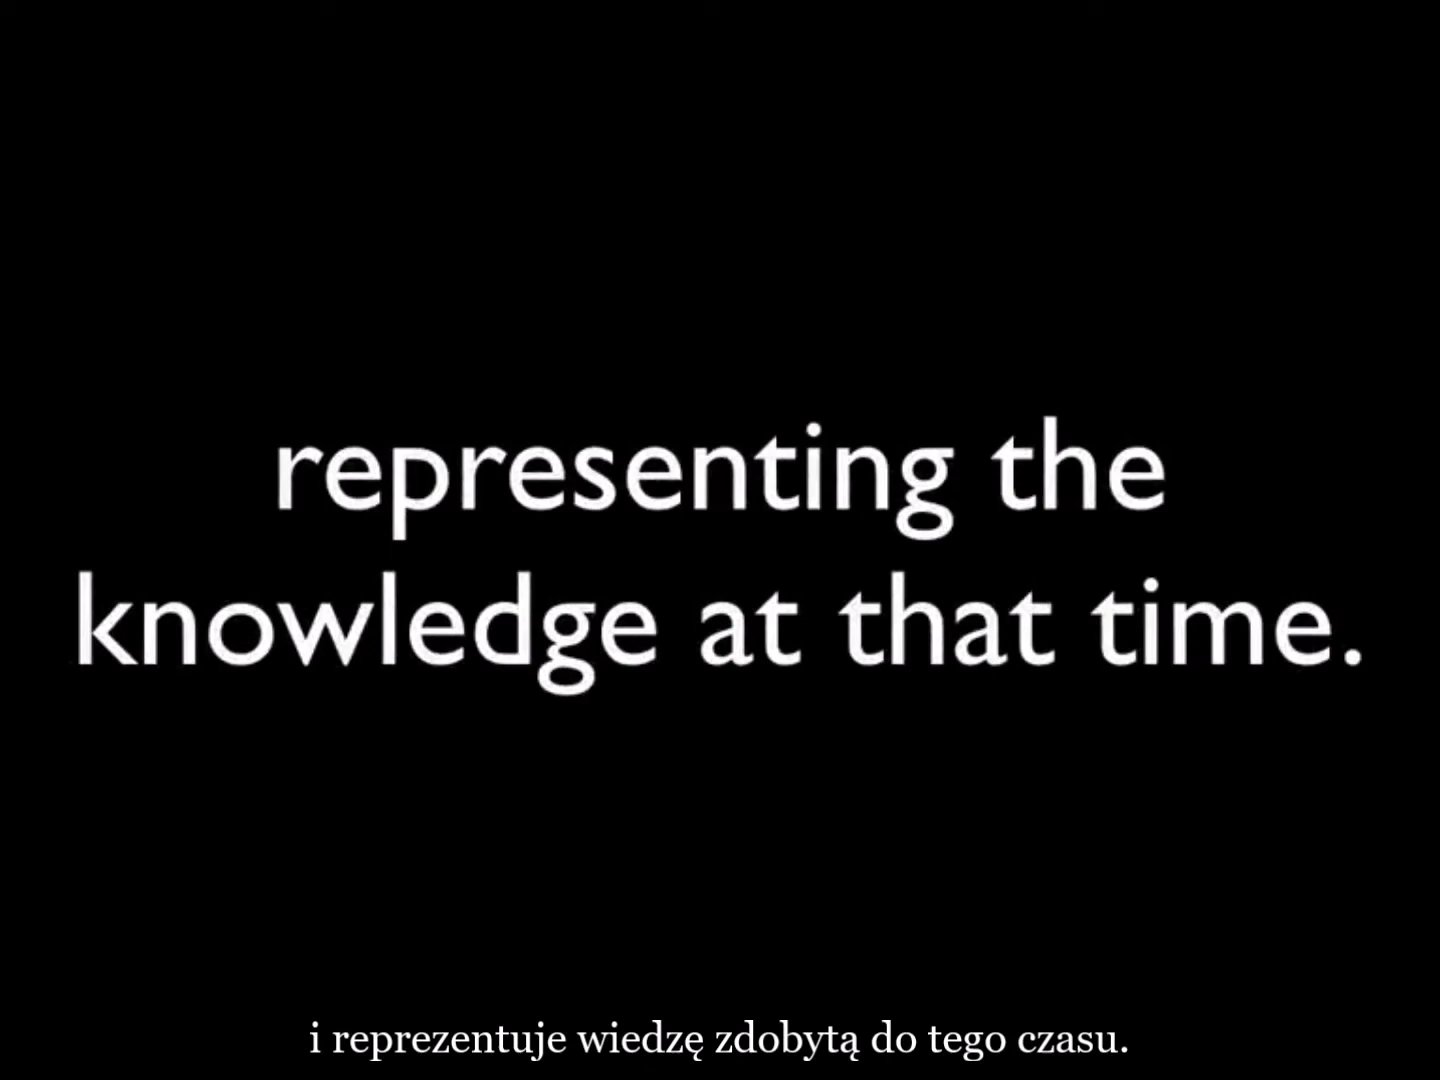 representing the
knowledge at that time.
i reprezentuje wiedzę zdobytą do tego czasu.